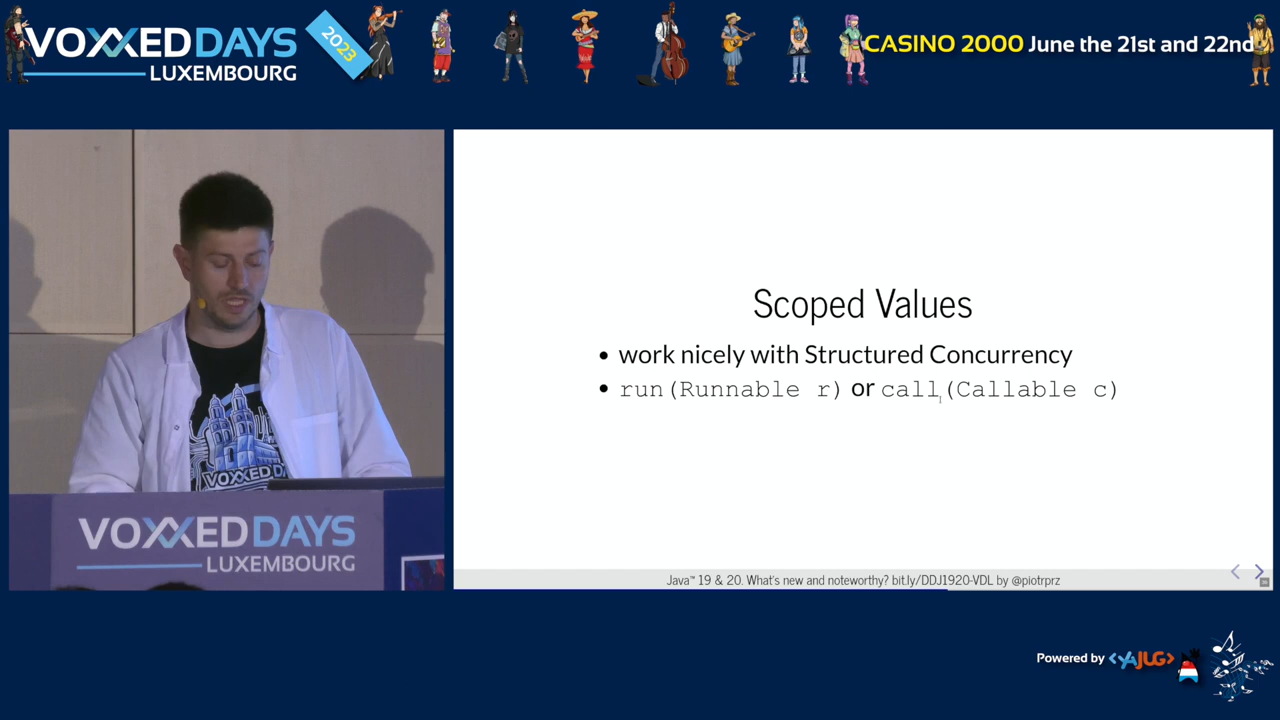 VOXXED DAYS
LUXEMBOURG
2023
CASINO 2000 June the 21st and 22nd
VOXXED D
VOXXED DAYS
LUXEMBOURG
Scoped Values
• work nicely with Structured Concurrency
• run(Runnable r) or call(Callable c)
Java™ 19 & 20. What's new and noteworthy? bit.ly/DDJ1920-VDL by @piotrprz
Powered by <YAJUG>